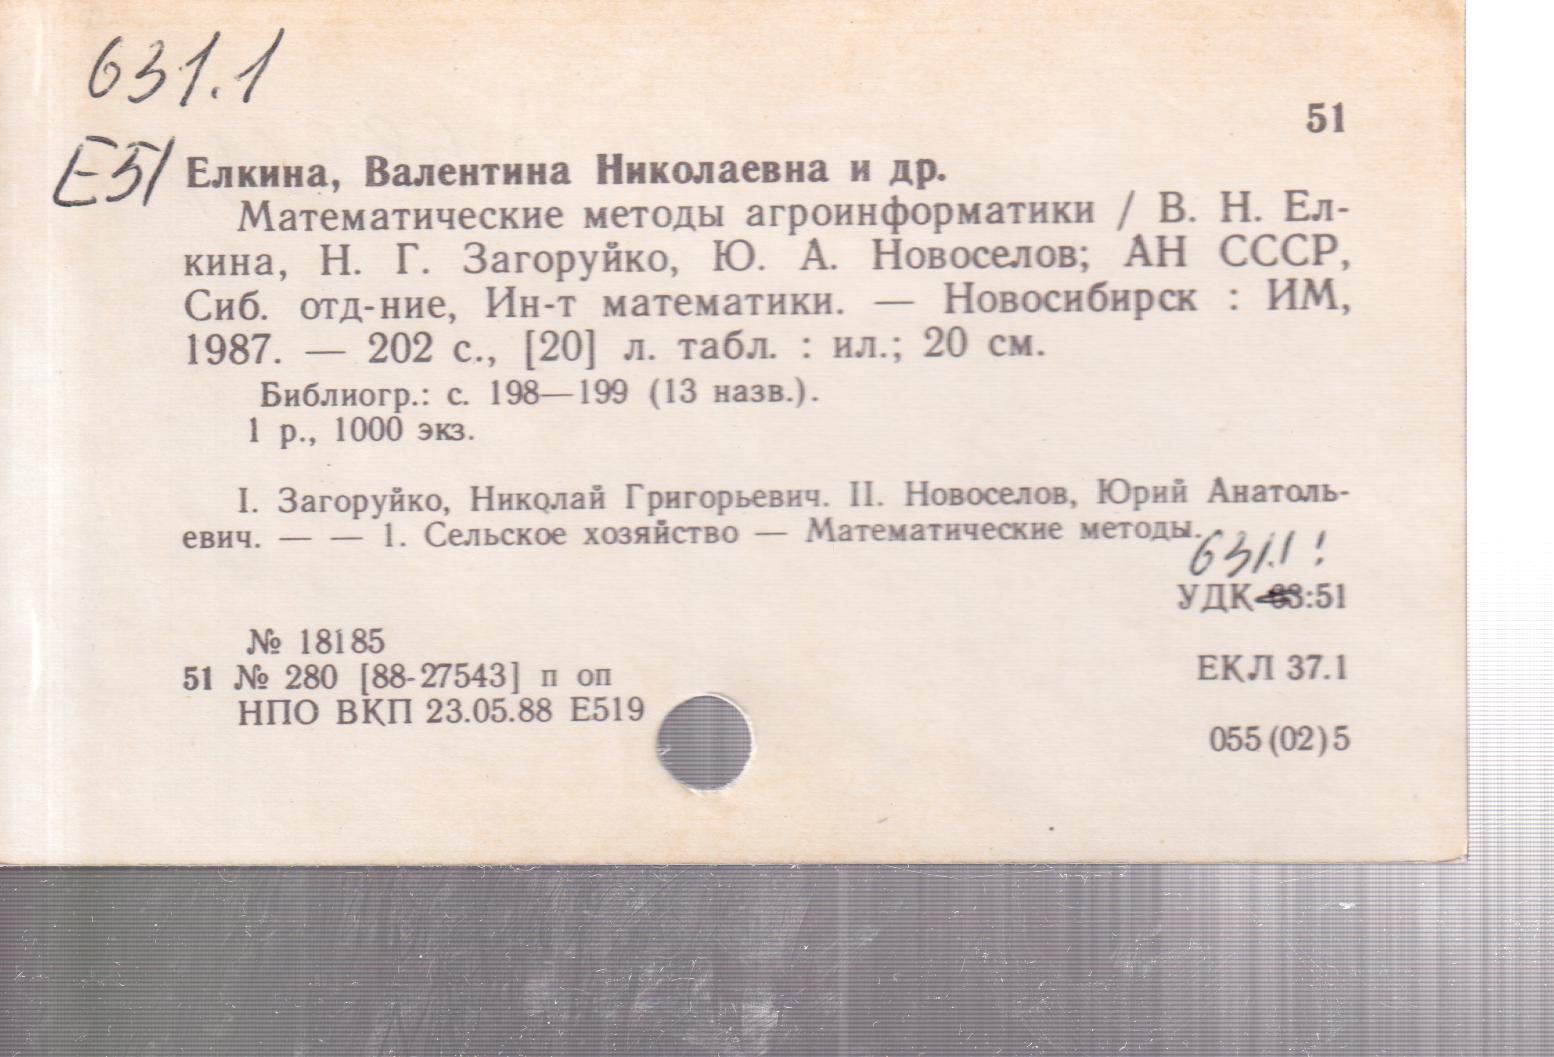 631.1
51
Е51
Елкина, Валентина Николаевна и др.
Математические методы агроинформатики / В. Н. Ел-
кина, Н. Г. Загоруйко, Ю. А. Новоселов; АН СССР,
Сиб. отд-ние, Ин-т математики. — Новосибирск : ИМ,
1987. — 202 с., [20] л. табл. : ил.; 20 см.
Библиогр.: с. 198—199 (13 назв.).
1 р., 1000 экз.
I. Загоруйко, Николай Григорьевич. II. Новоселов, Юрий Анатоль-
евич. — — 1. Сельское хозяйство — Математические методы.
631.1:
УДК 63:51
№ 18185
51 № 280 [88-27543] п оп
ЕКЛ 37.1
НПО ВКП 23.05.88 Е519
055(02)5